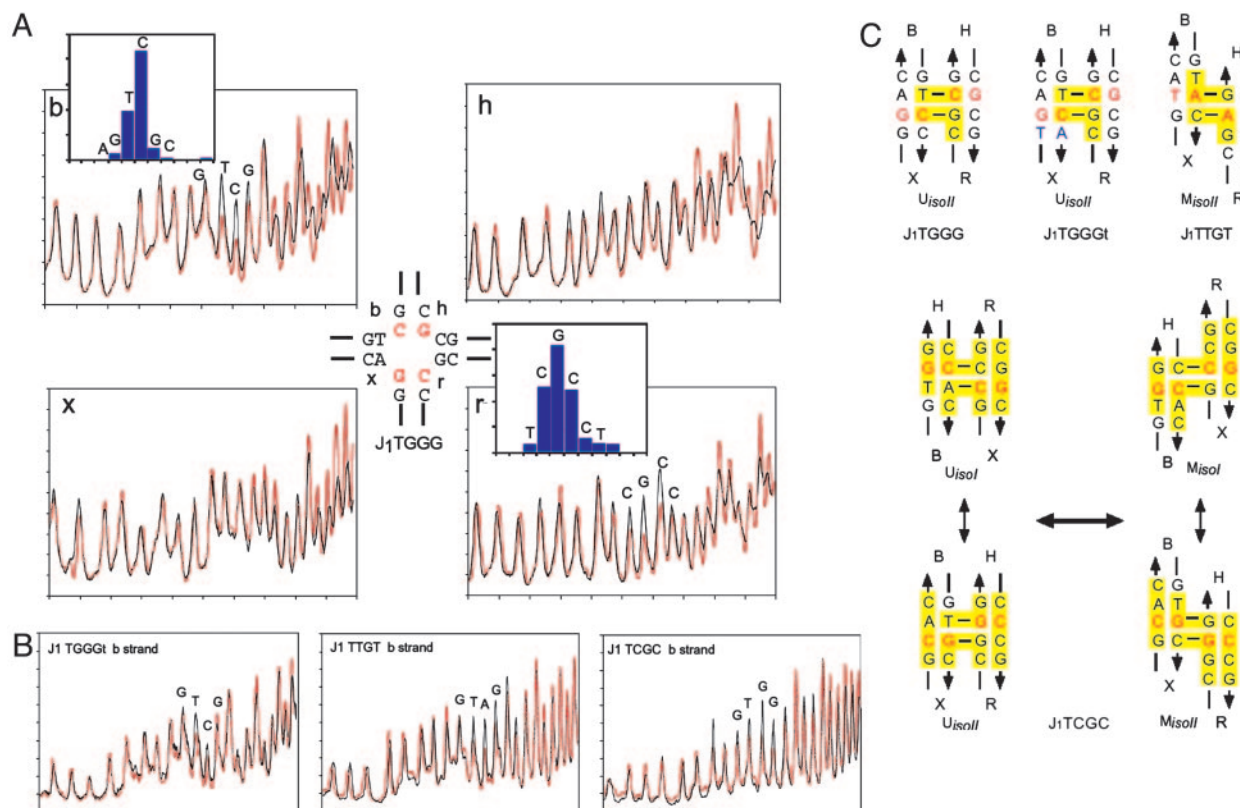 A
C
b
C
T
A
G
G
C
G
T
C
G
h
b
h
G C
C G
GT
CG
CA
GC
G C
x
r
G C
J1TGGG
x
r
G
C
C
T
C
T
C
G
C
C
B
J1 TGGGt b strand
G
T
C
G
J1 TTGT b strand
G
T
A
G
J1 TCGC b strand
G
T
G
G
B H
C G G C
A T C G
G C G C
G C C G
X R
UisoII
J1TGGG
B H
C G G C
A T C G
G C G C
T A C G
X R
UisoII
J1TGGGt
B
H
C G
A T
T A G
G C A
G
C
X
R
MisoII
J1TTGT
H R
G C G C
G C C G
T A C G
G C G C
B X
UisoI
R
H
G C
C G
G C C G
G C G C
T A
G C
B
X
MisoI
B H
C G G C
A T G C
C G G C
G C C G
X R
UisoII
J1TCGC
B
H
C G
A T
C G G C
G C G C
G C
C G
X
R
MisoII